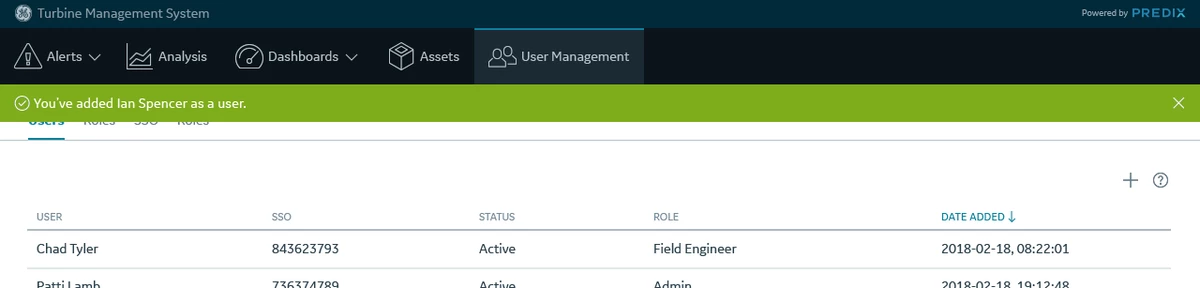 Turbine Management System
Powered by PREDIX
Alerts Analysis Dashboards Assets User Management
You've added Ian Spencer as a user.
Users Roles SSO Roles
USER SSO STATUS ROLE DATE ADDED
Chad Tyler 843623793 Active Field Engineer 2018-02-18, 08:22:01
Patti Lamb 736374789 Active Admin 2018-02-18, 19:12:48